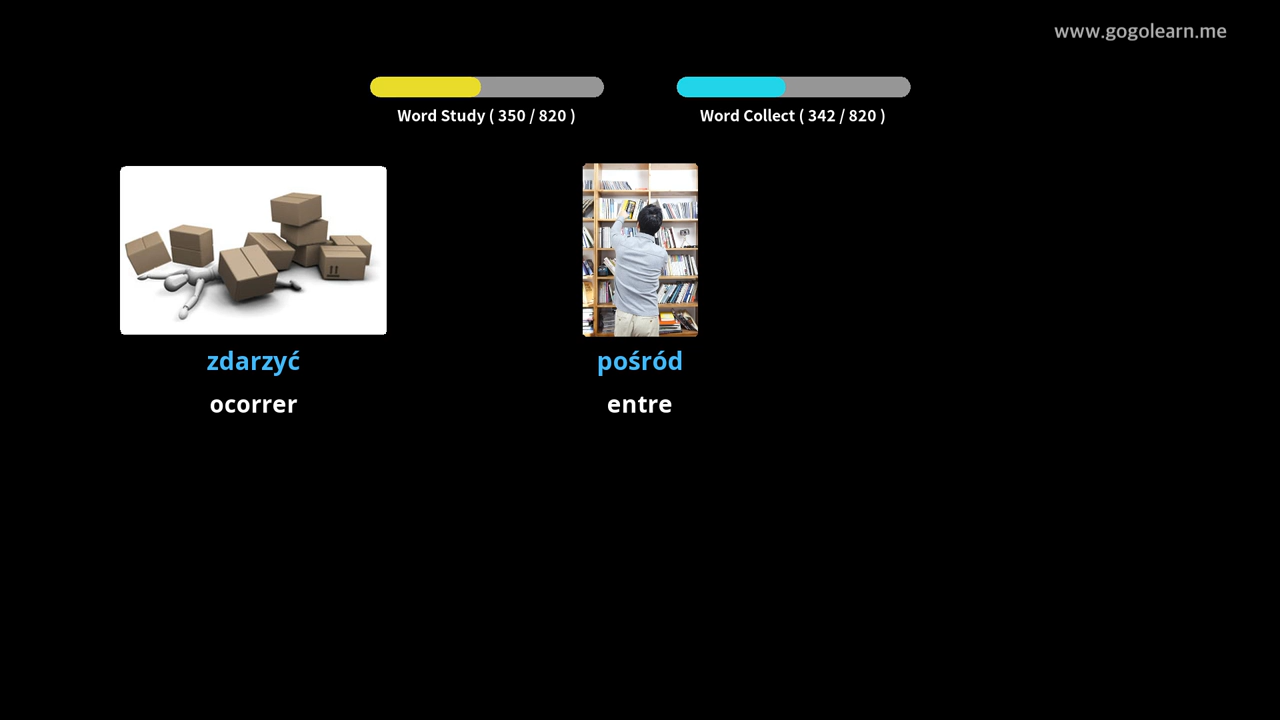 www.gogolearn.me
Word Study ( 350 / 820 )
Word Collect ( 342 / 820 )
zdarzyć
pośród
ocorrer
entre